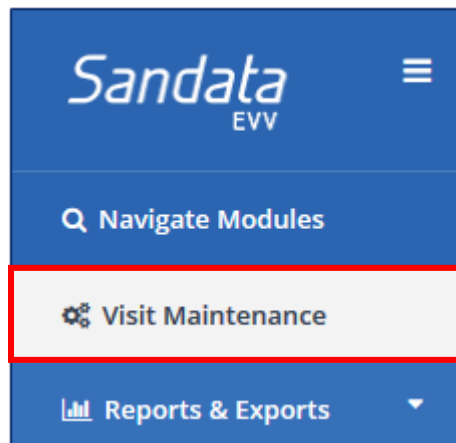 Sandata
EVV
Navigate Modules
Visit Maintenance
Reports & Exports